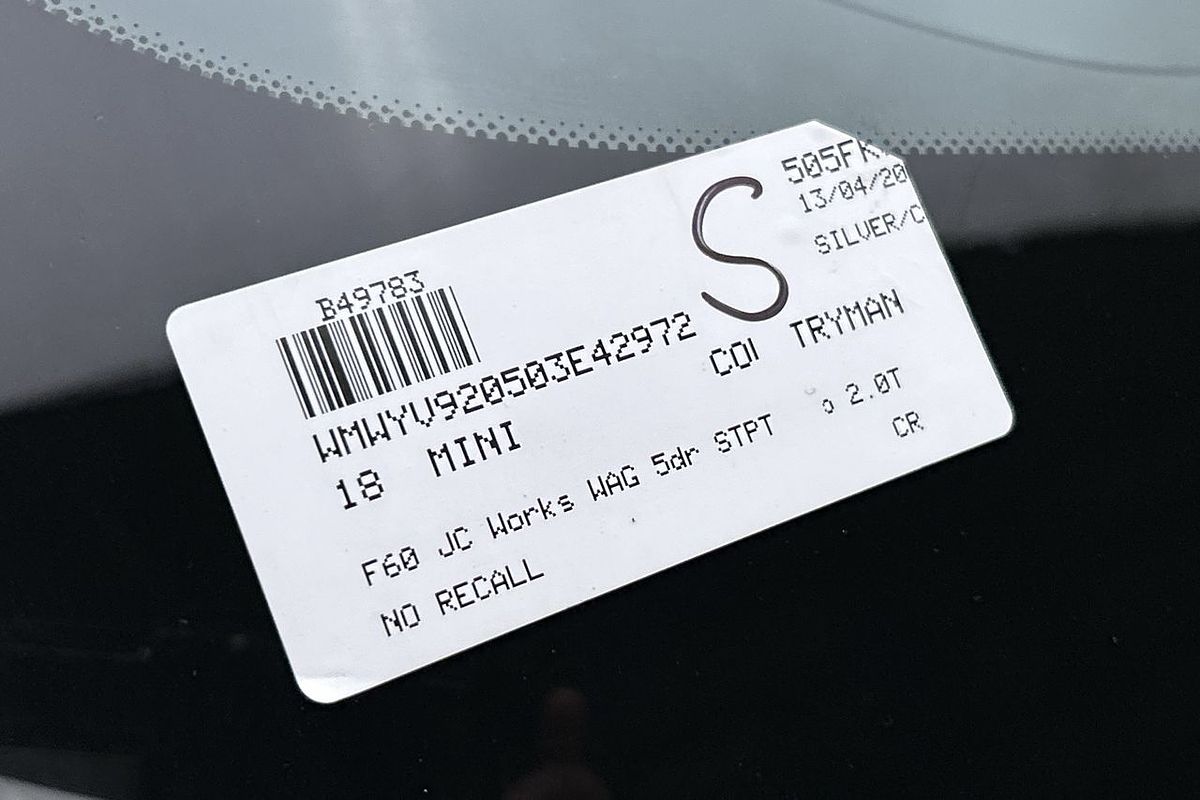 505FK
13/04/20
SILVER/C
S
B49783
WMWYV920503E42972
18 MINI COI TRYMAN
F60 JC Works WAG 5dr STPT 2.0T
NO RECALL CR